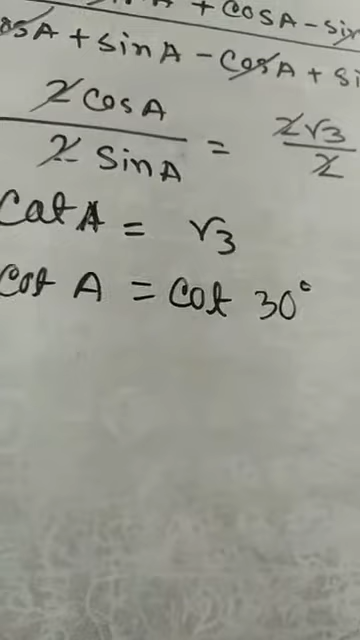 + cosA - sin
cosA + sinA - cosA + si
2 cosA / 2 sinA = 2√3 / 2
Cot A = √3
Cot A = Cot 30°